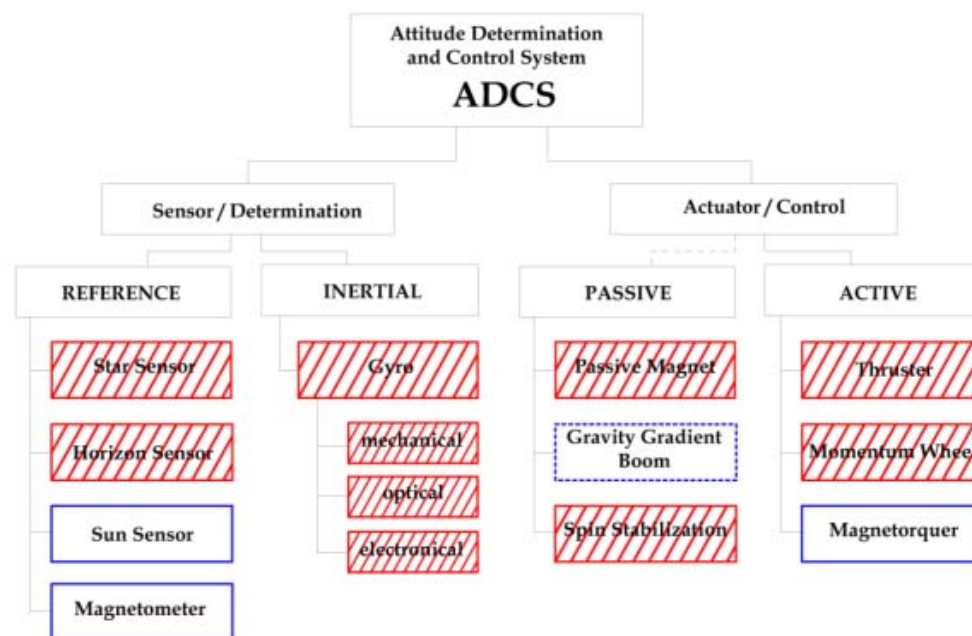 Attitude Determination
and Control System
ADCS
Sensor / Determination
Actuator / Control
REFERENCE
INERTIAL
PASSIVE
ACTIVE
Star Sensor
Gyro
Passive Magnet
Thruster
Horizon Sensor
mechanical
Gravity Gradient
Boom
Momentum Wheel
optical
Sun Sensor
electronical
Spin Stabilization
Magnetorquer
Magnetometer